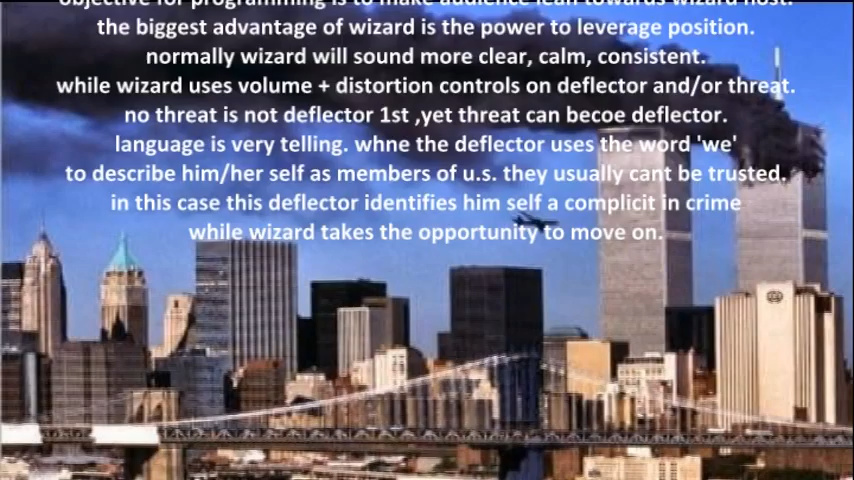 objective for programming is to make audience lean towards wizard host.
the biggest advantage of wizard is the power to leverage position.
normally wizard will sound more clear, calm, consistent.
while wizard uses volume + distortion controls on deflector and/or threat.
no threat is not deflector 1st ,yet threat can becoe deflector.
language is very telling. whne the deflector uses the word 'we'
to describe him/her self as members of u.s. they usually cant be trusted.
in this case this deflector identifies him self a complicit in crime
while wizard takes the opportunity to move on.